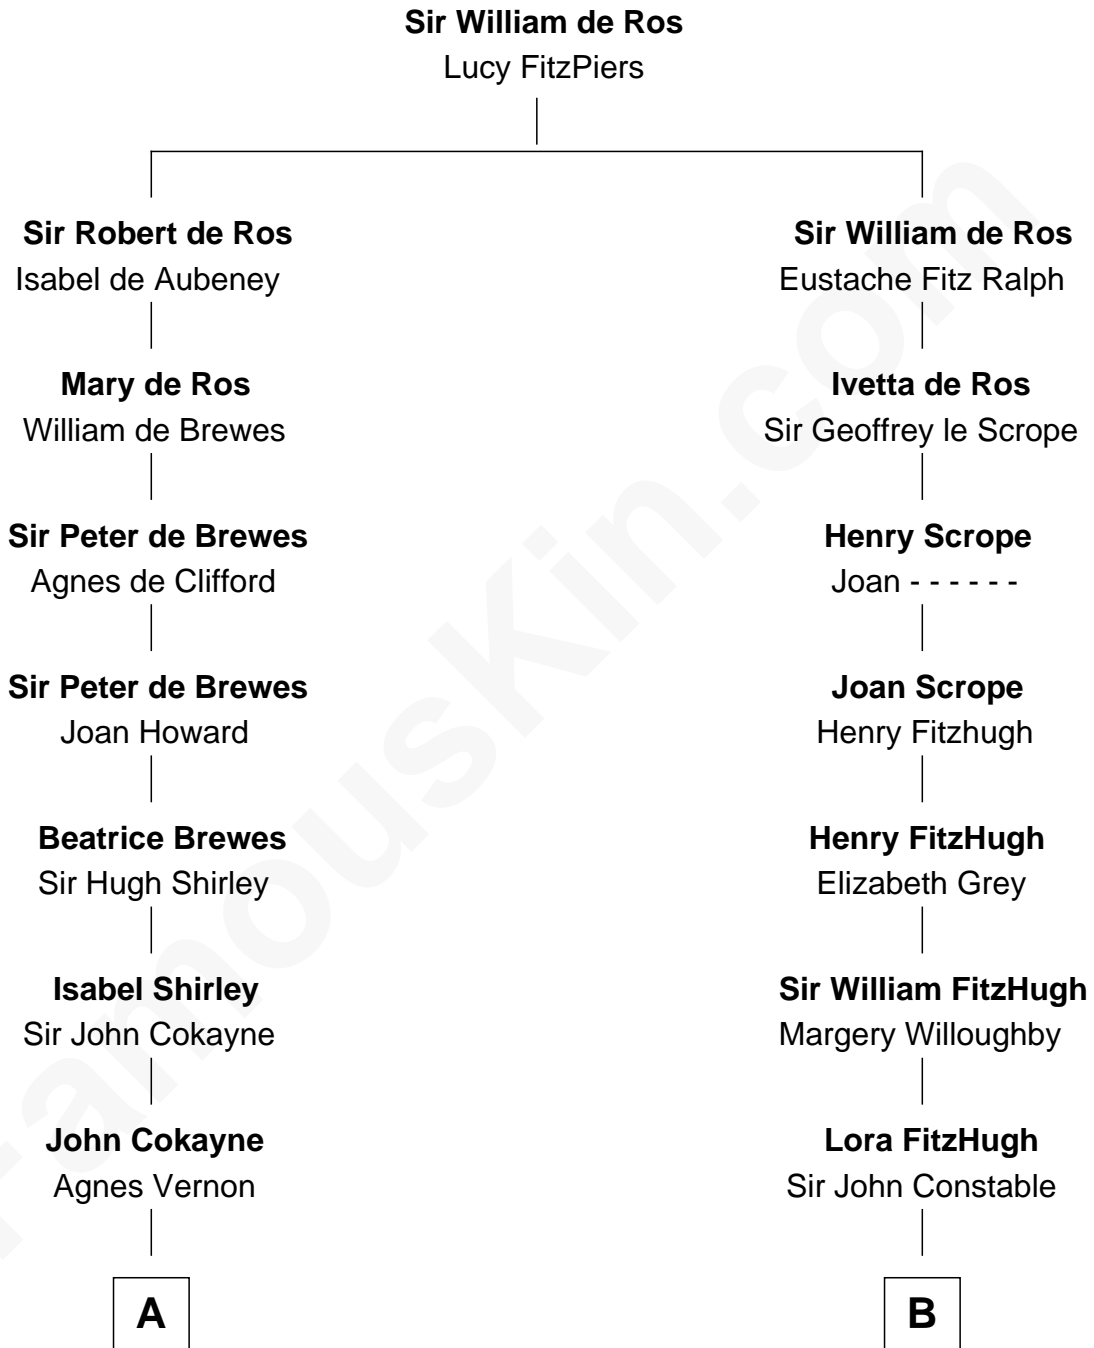 Sir William de Ros
Lucy FitzPiers
Sir Robert de Ros
Isabel de Aubeney
Sir William de Ros
Eustache Fitz Ralph
Mary de Ros
William de Brewes
Ivetta de Ros
Sir Geoffrey le Scrope
Sir Peter de Brewes
Agnes de Clifford
Henry Scrope
Joan - - - - - -
Sir Peter de Brewes
Joan Howard
Joan Scrope
Henry Fitzhugh
Beatrice Brewes
Sir Hugh Shirley
Henry FitzHugh
Elizabeth Grey
Isabel Shirley
Sir John Cokayne
Sir William FitzHugh
Margery Willoughby
John Cokayne
Agnes Vernon
Lora FitzHugh
Sir John Constable
A
B
FamousKin.com